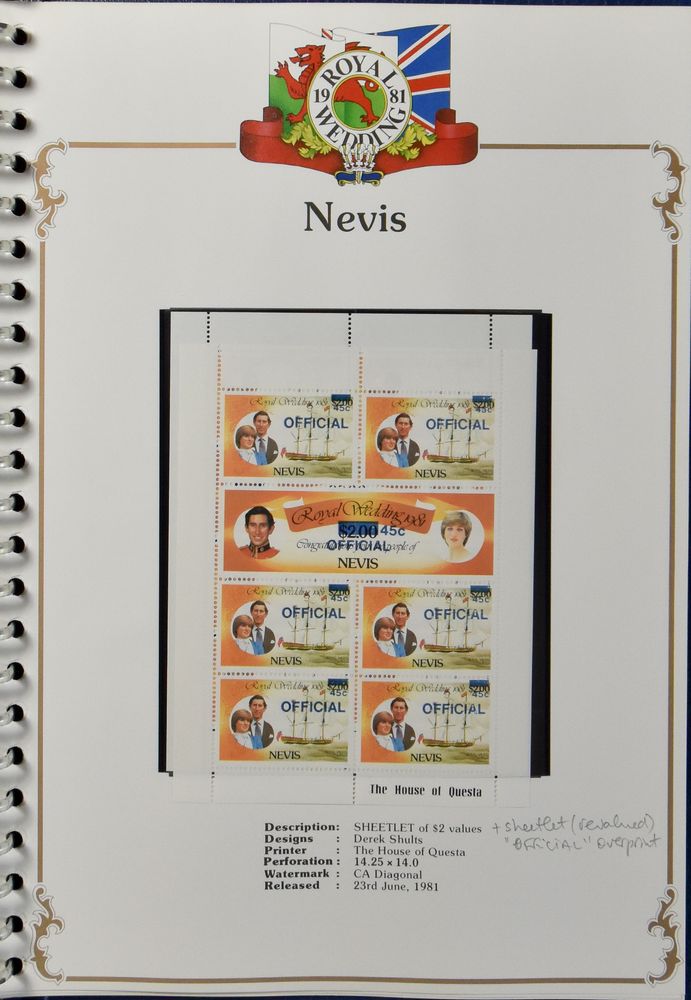 ROYAL
19 81
WEDDING
Nevis
Royal Wedding 1981 $2.00
45c
OFFICIAL
NEVIS
Royal Wedding 1981 $2.00
45c
OFFICIAL
NEVIS
Royal Wedding 1981
$2.00 45c
OFFICIAL people of
NEVIS
Royal Wedding 1981 $2.00
45c
OFFICIAL
NEVIS
Royal Wedding 1981 $2.00
45c
OFFICIAL
NEVIS
Royal Wedding 1981 $2.00
45c
OFFICIAL
NEVIS
Royal Wedding 1981 $2.00
45c
OFFICIAL
NEVIS
The House of Questa
Description: SHEETLET of $2 values + sheetlet (revalued)
Designs : Derek Shults "OFFICIAL" overprint
Printer : The House of Questa
Perforation : 14.25 × 14.0
Watermark : CA Diagonal
Released : 23rd June, 1981